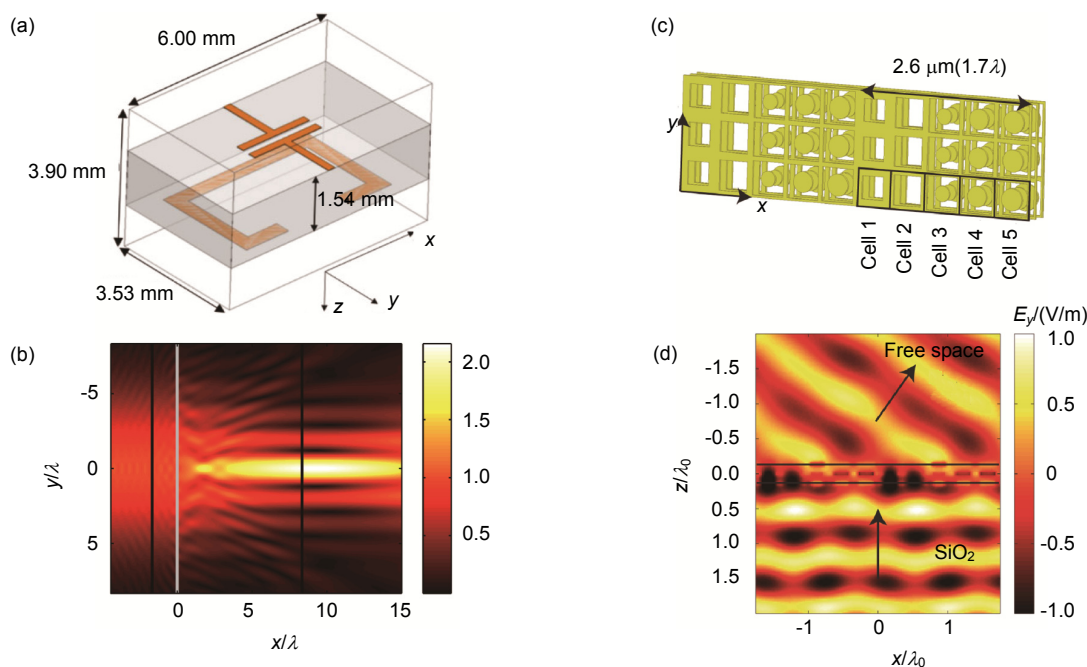 (a)
6.00 mm
3.90 mm
1.54 mm
3.53 mm
x
y
z
(b)
-5
0
5
y/λ
0
5
10
15
x/λ
2.0
1.5
1.0
0.5
(c)
2.6 μm(1.7λ)
y
x
Cell 1
Cell 2
Cell 3
Cell 4
Cell 5
(d)
Ey/(V/m)
Free space
SiO2
-1.5
-1.0
-0.5
0.0
0.5
1.0
1.5
z/λ0
-1
0
1
x/λ0
1.0
0.5
0
-0.5
-1.0